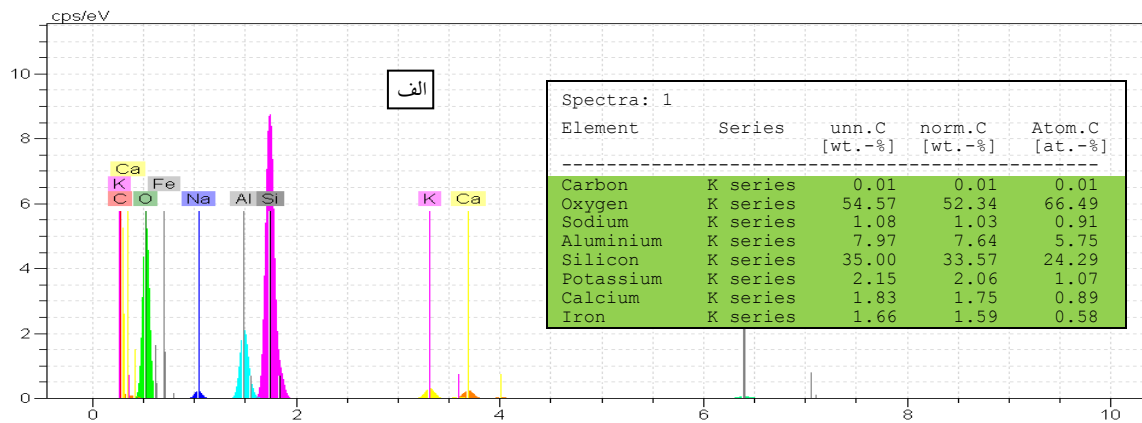 cps/eV
10
8
6
4
2
0
الف
Ca
K Fe
C O Na Al Si K Ca
0 2 4 6 8 10
Spectra: 1
Element Series unn.C norm.C Atom.C
[wt.-%] [wt.-%] [at.-%]
Carbon K series 0.01 0.01 0.01
Oxygen K series 54.57 52.34 66.49
Sodium K series 1.08 1.03 0.91
Aluminium K series 7.97 7.64 5.75
Silicon K series 35.00 33.57 24.29
Potassium K series 2.15 2.06 1.07
Calcium K series 1.83 1.75 0.89
Iron K series 1.66 1.59 0.58